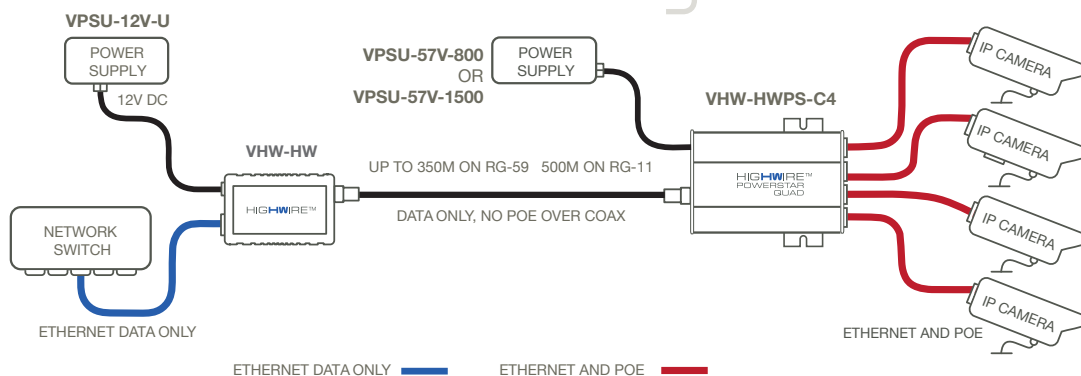 VPSU-12V-U
POWER
SUPPLY
12V DC
VPSU-57V-800
OR
VPSU-57V-1500
POWER
SUPPLY
VHW-HWPS-C4
IP CAMERA
IP CAMERA
IP CAMERA
IP CAMERA
VHW-HW
HIGHWIRE™
UP TO 350M ON RG-59 500M ON RG-11
DATA ONLY, NO POE OVER COAX
HIGHWIRE™
POWERSTAR
QUAD
NETWORK
SWITCH
ETHERNET DATA ONLY
ETHERNET AND POE
ETHERNET DATA ONLY
ETHERNET AND POE